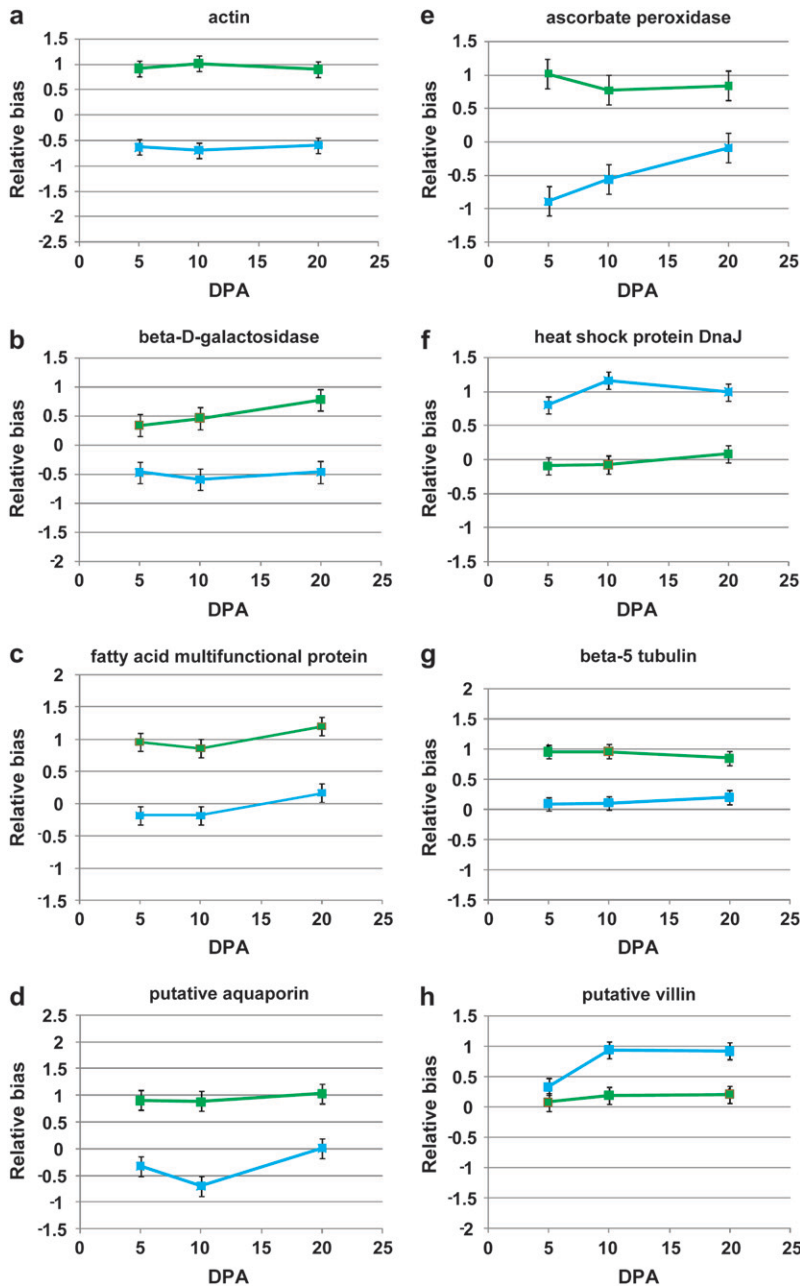 a
actin
Relative bias
1.5
1
0.5
0
-0.5
-1
-1.5
-2
-2.5
0 5 10 15 20 25
DPA
b
beta-D-galactosidase
Relative bias
1.5
1
0.5
0
-0.5
-1
-1.5
-2
0 5 10 15 20 25
DPA
c
fatty acid multifunctional protein
Relative bias
2
1.5
1
0.5
0
-0.5
-1
-1.5
0 5 10 15 20 25
DPA
d
putative aquaporin
Relative bias
2.5
2
1.5
1
0.5
0
-0.5
-1
-1.5
0 5 10 15 20 25
DPA
e
ascorbate peroxidase
Relative bias
1.5
1
0.5
0
-0.5
-1
-1.5
0 5 10 15 20 25
DPA
f
heat shock protein DnaJ
Relative bias
1.5
1
0.5
0
-0.5
-1
-1.5
0 5 10 15 20 25
DPA
g
beta-5 tubulin
Relative bias
2
1.5
1
0.5
0
-0.5
-1
-1.5
0 5 10 15 20 25
DPA
h
putative villin
Relative bias
1.5
1
0.5
0
-0.5
-1
-1.5
-2
0 5 10 15 20 25
DPA